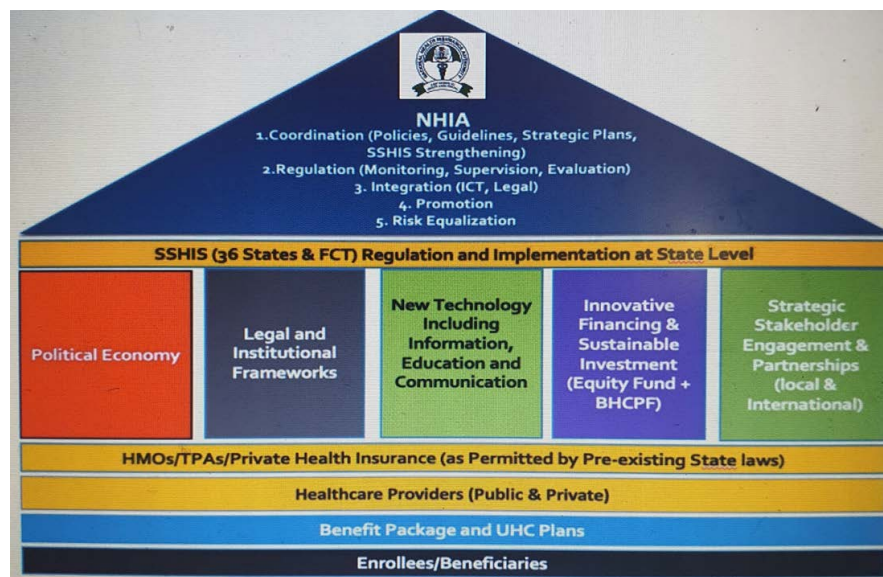 NATIONAL HEALTH INSURANCE AUTHORITY
NHIA
1.Coordination (Policies, Guidelines, Strategic Plans,
SSHIS Strengthening)
2.Regulation (Monitoring, Supervision, Evaluation)
3. Integration (ICT, Legal)
4. Promotion
5. Risk Equalization
SSHIS (36 States & FCT) Regulation and Implementation at State Level
Political Economy
Legal and
Institutional
Frameworks
New Technology
Including
Information,
Education and
Communication
Innovative
Financing &
Sustainable
Investment
(Equity Fund +
BHCPF)
Strategic
Stakeholder
Engagement &
Partnerships
(local &
International)
HMOs/TPAs/Private Health Insurance (as Permitted by Pre-existing State laws)
Healthcare Providers (Public & Private)
Benefit Package and UHC Plans
Enrollees/Beneficiaries